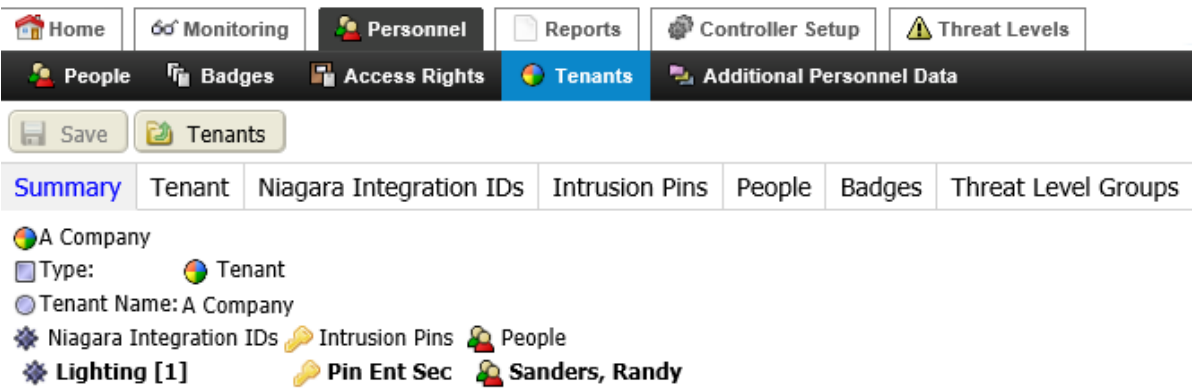 Home Monitoring Personnel Reports Controller Setup Threat Levels
People Badges Access Rights Tenants Additional Personnel Data
Save Tenants
Summary Tenant Niagara Integration IDs Intrusion Pins People Badges Threat Level Groups
A Company
Type: Tenant
Tenant Name: A Company
Niagara Integration IDs Intrusion Pins People
Lighting [1] Pin Ent Sec Sanders, Randy